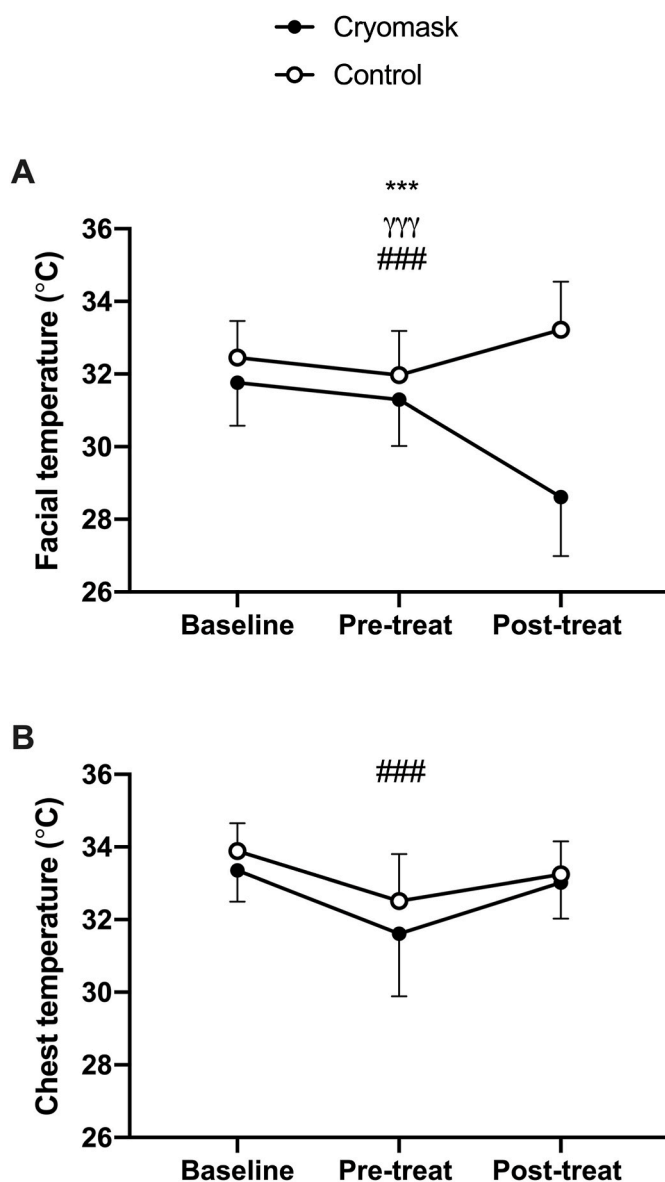 Cryomask
Control
A
***
γγγ
###
Facial temperature (°C)
36
34
32
30
28
26
Baseline Pre-treat Post-treat
B
###
Chest temperature (°C)
36
34
32
30
28
26
Baseline Pre-treat Post-treat